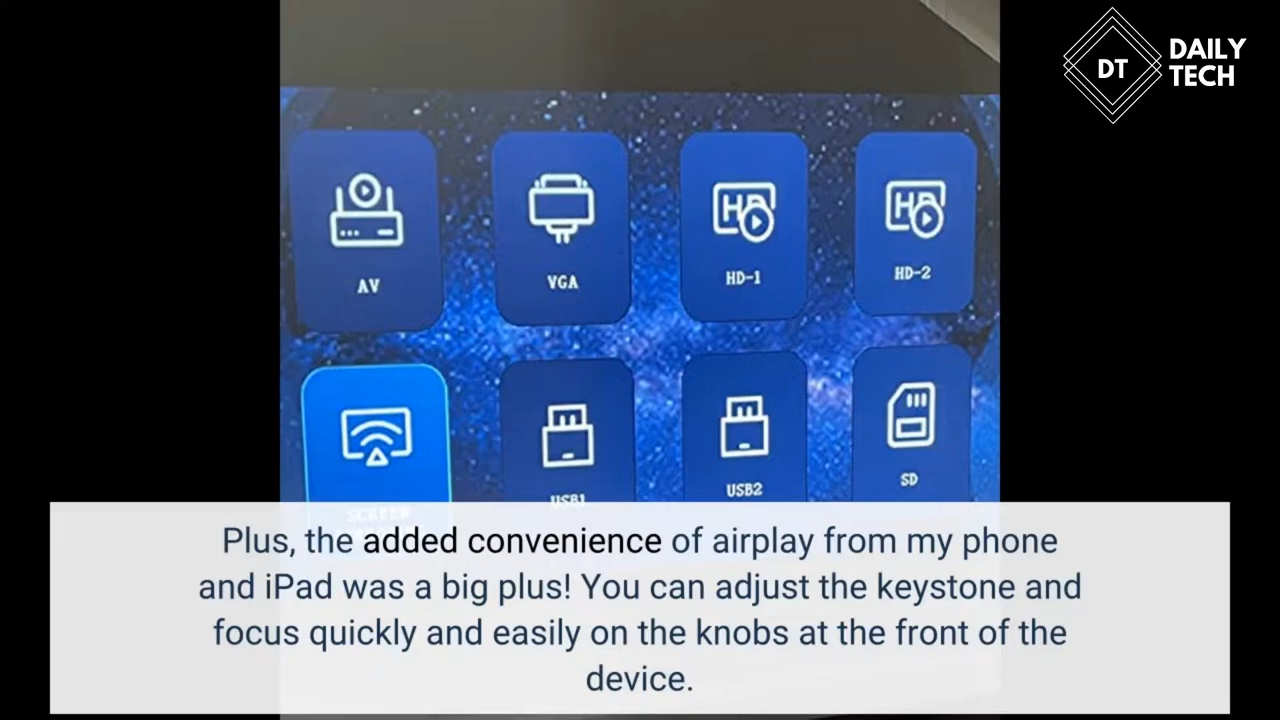 DT
DAILY
TECH
AV
VGA
HD-1
HD-2
USB1
USB2
SD
SCREEN
Plus, the added convenience of airplay from my phone
and iPad was a big plus! You can adjust the keystone and
focus quickly and easily on the knobs at the front of the
device.